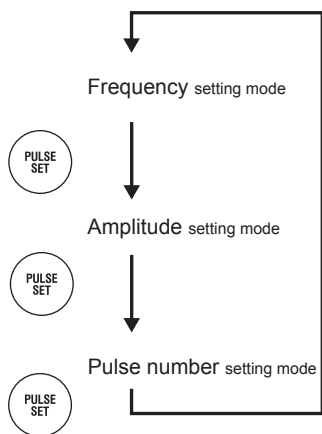 Frequency setting mode
PULSE
SET
Amplitude setting mode
PULSE
SET
Pulse number setting mode
PULSE
SET